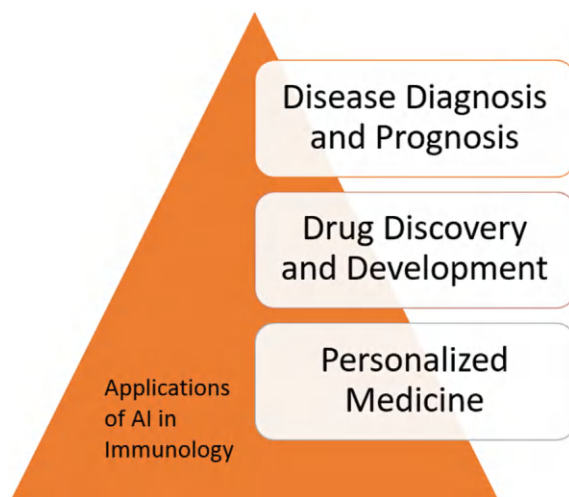 Disease Diagnosis
and Prognosis
Drug Discovery
and Development
Personalized
Medicine
Applications
of AI in
Immunology